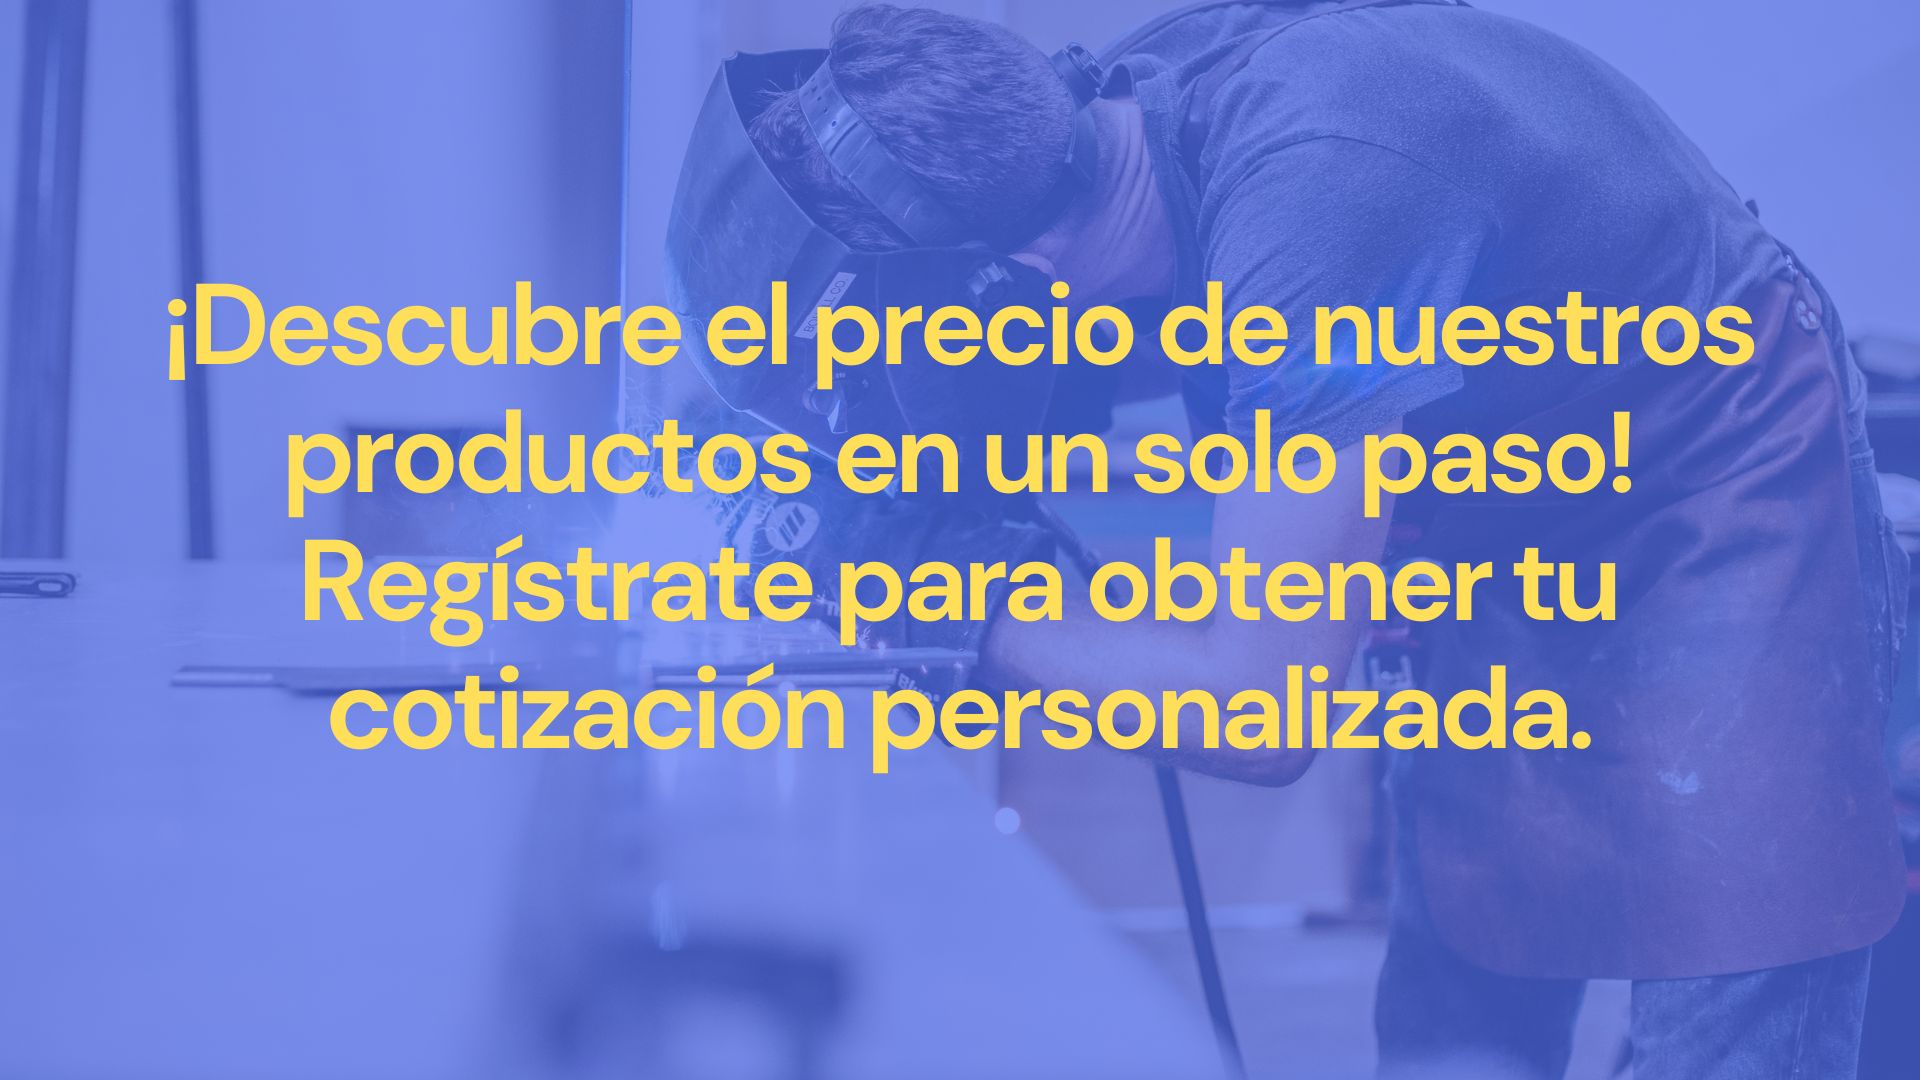 ¡Descubre el precio de nuestros
productos en un solo paso!
Regístrate para obtener tu
cotización personalizada.